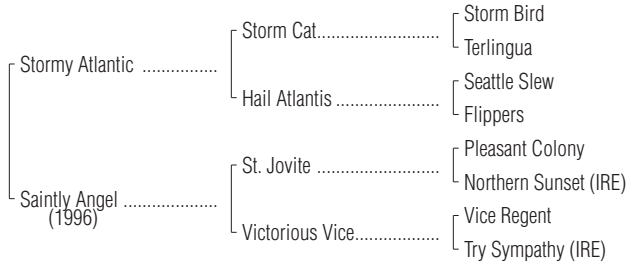 Storm Bird
Storm Cat.......................
Terlingua
Stormy Atlantic ................
Seattle Slew
Hail Atlantis ......................
Flippers
Pleasant Colony
St. Jovite ..........................
Northern Sunset (IRE)
Saintly Angel ....................
(1996)
Vice Regent
Victorious Vice..................
Try Sympathy (IRE)